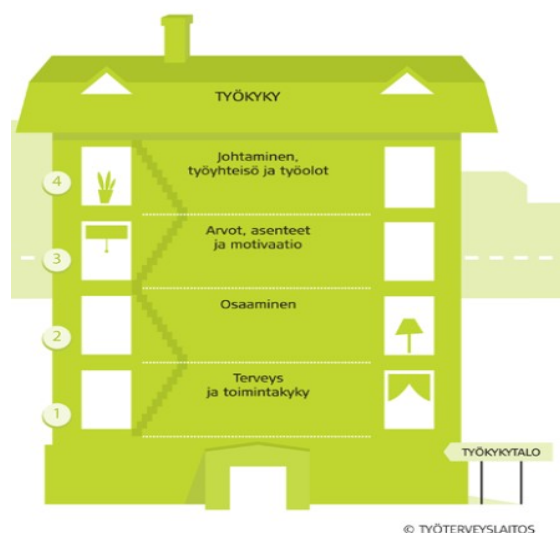 TYÖKYKY
4
Johtaminen,
työyhteisö ja työolot
3
Arvot, asenteet
ja motivaatio
2
Osaaminen
1
Terveys
ja toimintakyky
TYÖKYKYTALO
© TYÖTERVEYSLAITOS